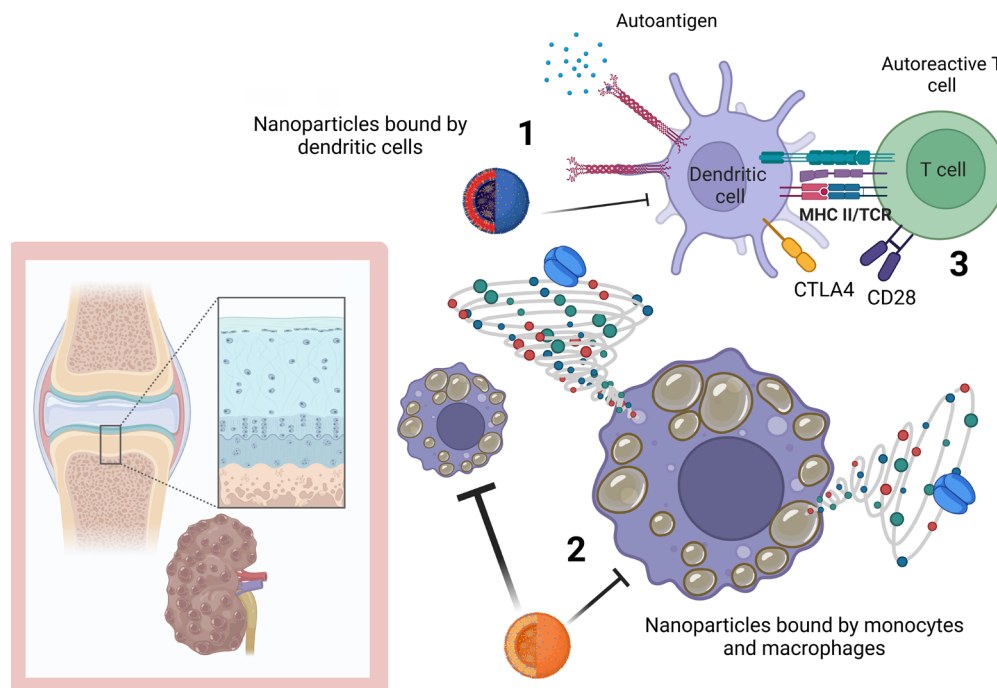 Autoantigen
Autoreactive T
cell
Nanoparticles bound by
dendritic cells
1
Dendritic
cell
T cell
MHC II/TCR
3
CTLA4
CD28
2
Nanoparticles bound by monocytes
and macrophages